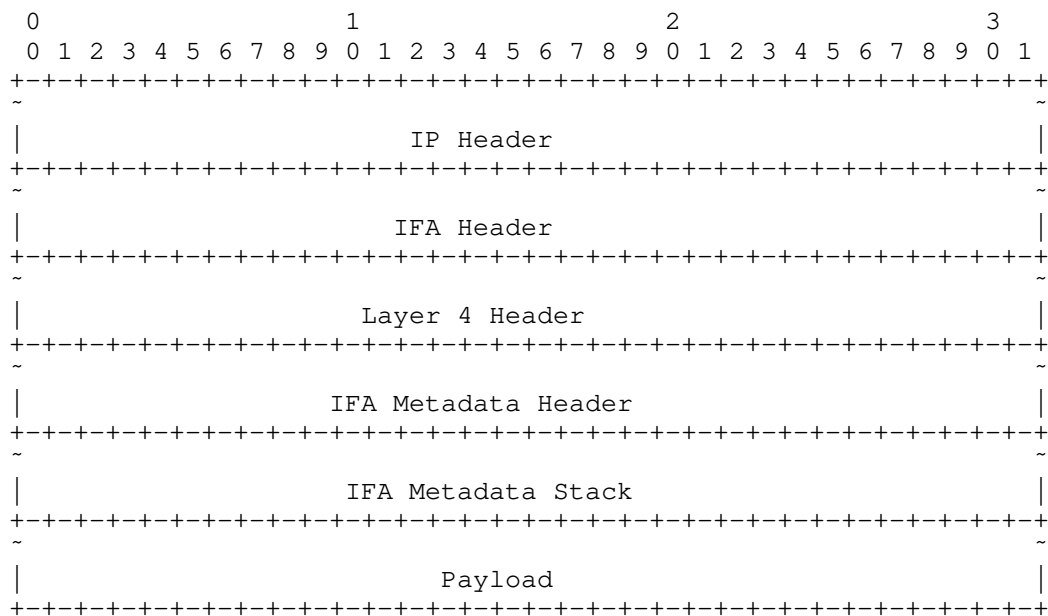 0                   1                   2                   3
 0 1 2 3 4 5 6 7 8 9 0 1 2 3 4 5 6 7 8 9 0 1 2 3 4 5 6 7 8 9 0 1
+-+-+-+-+-+-+-+-+-+-+-+-+-+-+-+-+-+-+-+-+-+-+-+-+-+-+-+-+-+-+-+-+
~                                                               ~
|                        IP Header                              |
+-+-+-+-+-+-+-+-+-+-+-+-+-+-+-+-+-+-+-+-+-+-+-+-+-+-+-+-+-+-+-+-+
~                                                               ~
|                       IFA Header                              |
+-+-+-+-+-+-+-+-+-+-+-+-+-+-+-+-+-+-+-+-+-+-+-+-+-+-+-+-+-+-+-+-+
~                                                               ~
|                     Layer 4 Header                            |
+-+-+-+-+-+-+-+-+-+-+-+-+-+-+-+-+-+-+-+-+-+-+-+-+-+-+-+-+-+-+-+-+
~                                                               ~
|                   IFA Metadata Header                         |
+-+-+-+-+-+-+-+-+-+-+-+-+-+-+-+-+-+-+-+-+-+-+-+-+-+-+-+-+-+-+-+-+
~                                                               ~
|                    IFA Metadata Stack                         |
+-+-+-+-+-+-+-+-+-+-+-+-+-+-+-+-+-+-+-+-+-+-+-+-+-+-+-+-+-+-+-+-+
~                                                               ~
|                          Payload                              |
+-+-+-+-+-+-+-+-+-+-+-+-+-+-+-+-+-+-+-+-+-+-+-+-+-+-+-+-+-+-+-+-+